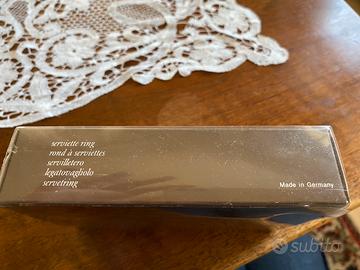 serviette ring
rond à serviettes
servilletero
legatovagliolo
servetring
Made in Germany
subito